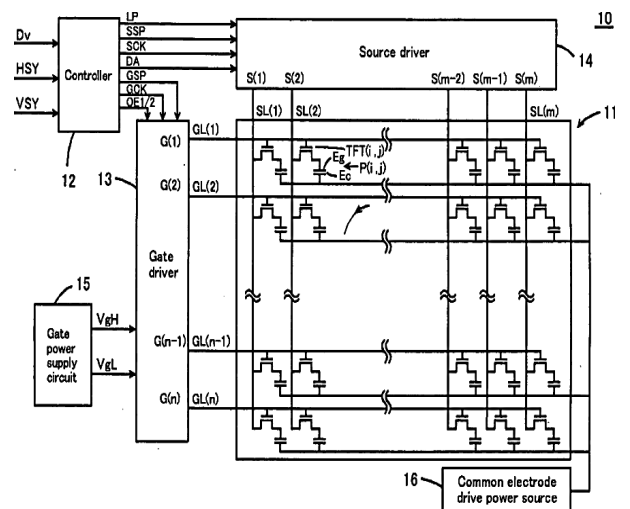 10
Dv
HSY
VSY
Controller
12
LP
SSP
SCK
DA
GSP
GCK
OE1/2
Source driver
14
S(1) S(2) S(m-2) S(m-1) S(m)
SL(1) SL(2) SL(m)
11
13
G(1) GL(1)
TFT(i,j)
Eg
P(i,j)
Ec
G(2) GL(2)
Gate
driver
15
Gate
power
supply
circuit
VgH
VgL
G(n-1) GL(n-1)
G(n) GL(n)
16
Common electrode
drive power source